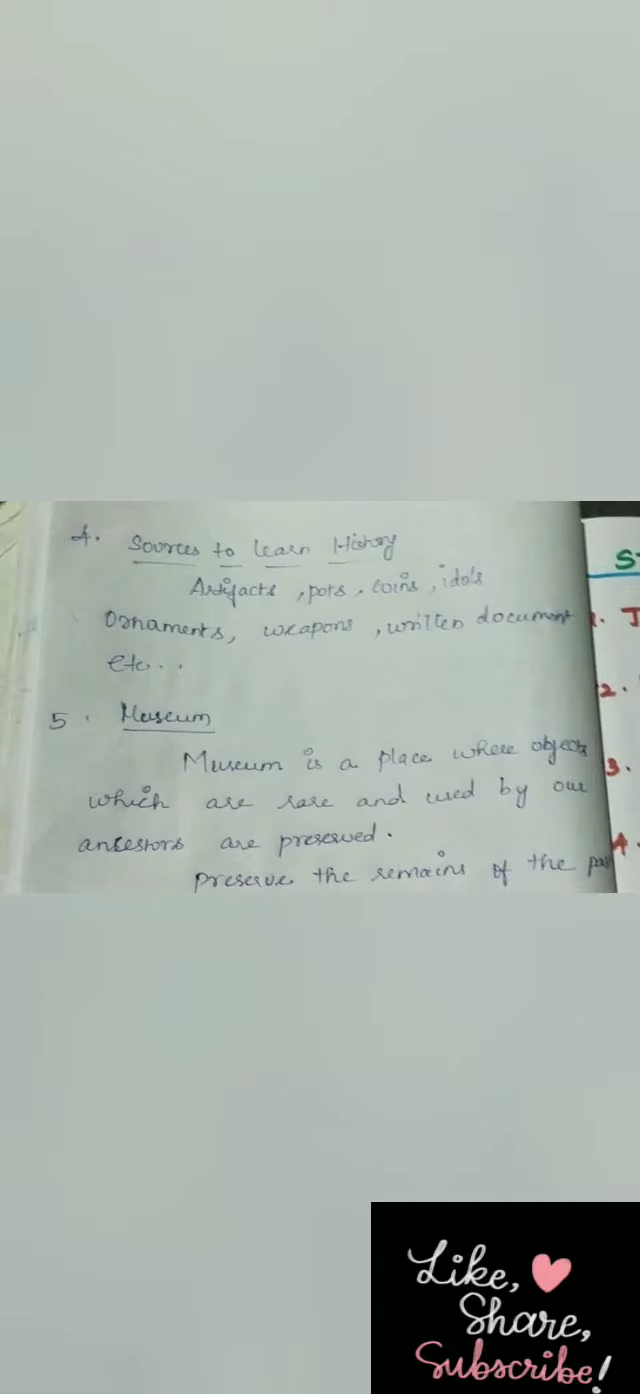 4. Sources to learn History
Artifacts, pots, coins, idols
Ornaments, weapons, written document
etc...
5. Museum
Museum is a place where objects
which are rare and used by our
ancestors are preserved.
preserve the remains of the
S
1. J
2.
3.
4.
Like,
Share,
Subscribe!